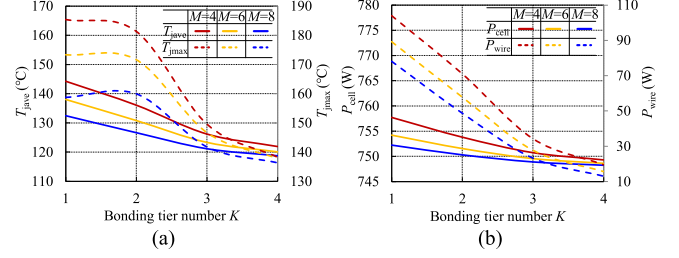 170 M=4 M=6 M=8 190
160 T_jave 180
150 T_jmax 170
140 160
130 150
120 140
110 130
T_jave (℃)
T_jmax (℃)
1 2 3 4
Bonding tier number K
(a)
780 M=4 M=6 M=8 110
775 P_cell 90
770 P_wire
765 70
760 50
755 30
750
745 10
P_cell (W)
P_wire (W)
1 2 3 4
Bonding tier number K
(b)